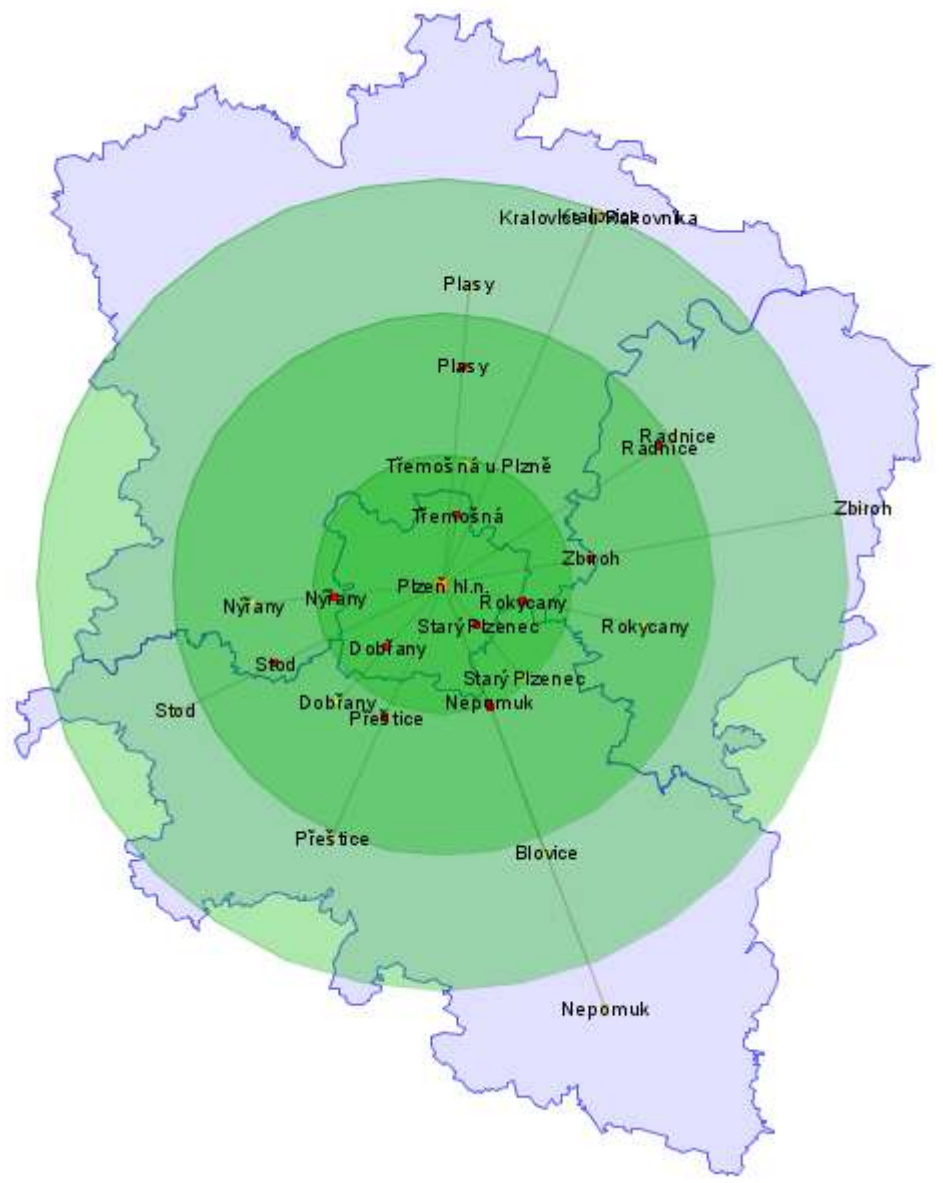 Kralovice u Rakovníka
Kralovice
Plasy
Plasy
Radnice
Radnice
Třemošná u Plzně
Zbiroh
Třemošná
Zbiroh
Plzeň hl.n.
Nýřany
Nýřany
Rokycany
Starý Plzenec
Rokycany
Dobřany
Stod
Starý Plzenec
Dobřany
Nepomuk
Stod
Přeštice
Přeštice
Blovice
Nepomuk